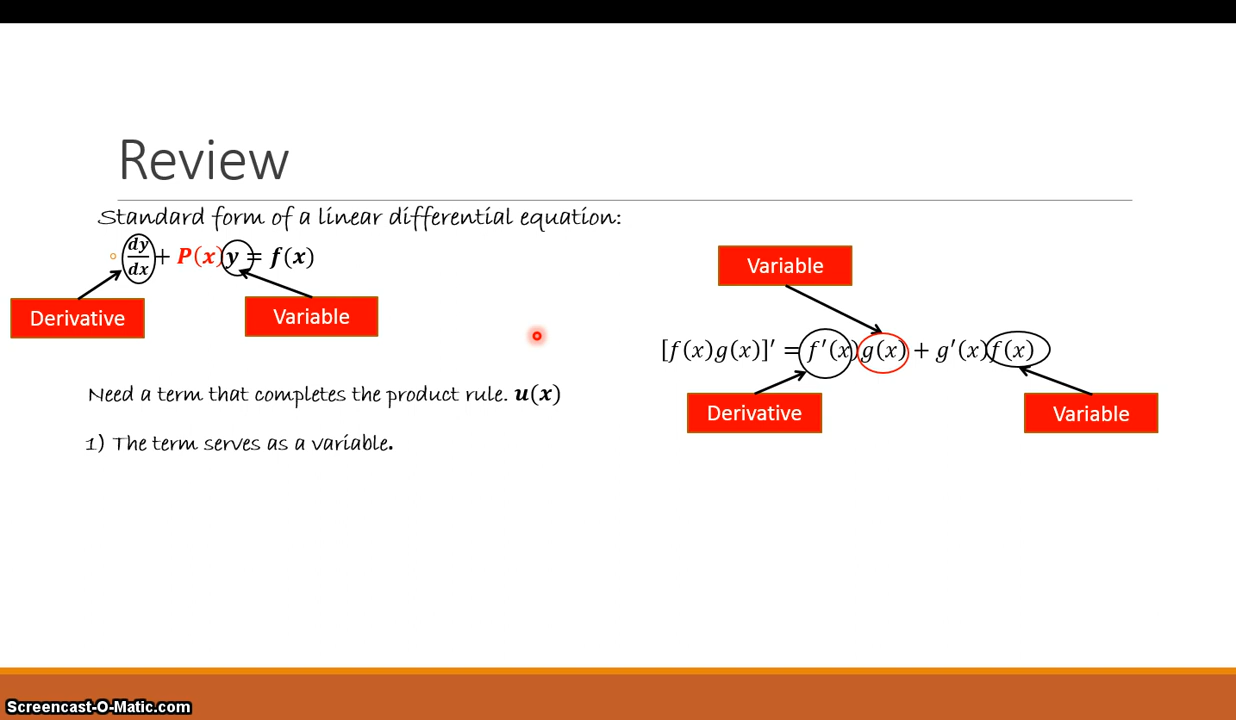 Review
Standard form of a linear differential equation:
dy/dx + P(x)y = f(x)
Derivative
Variable
Need a term that completes the product rule. u(x)
1) The term serves as a variable.
Variable
[f(x)g(x)]' = f'(x)g(x) + g'(x)f(x)
Derivative
Variable
Screencast-O-Matic.com